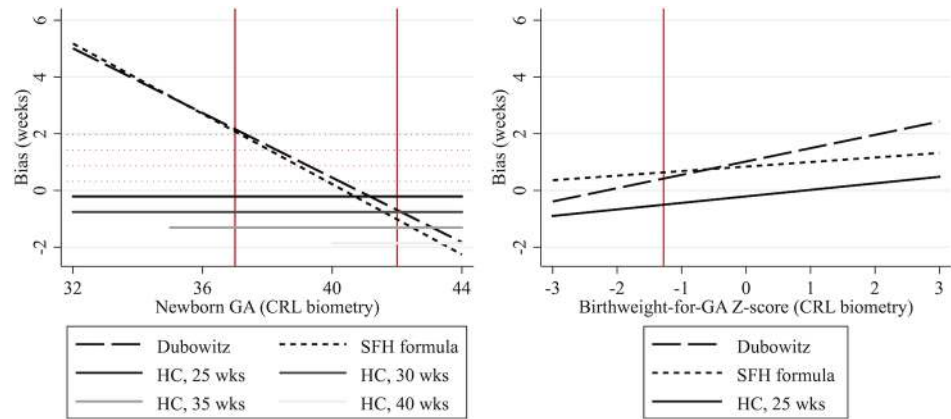 Bias (weeks)
6
4
2
0
-2
32 36 40 44
Newborn GA (CRL biometry)
Dubowitz SFH formula
HC, 25 wks HC, 30 wks
HC, 35 wks HC, 40 wks
Bias (weeks)
6
4
2
0
-2
-3 -2 -1 0 1 2 3
Birthweight-for-GA Z-score (CRL biometry)
Dubowitz
SFH formula
HC, 25 wks